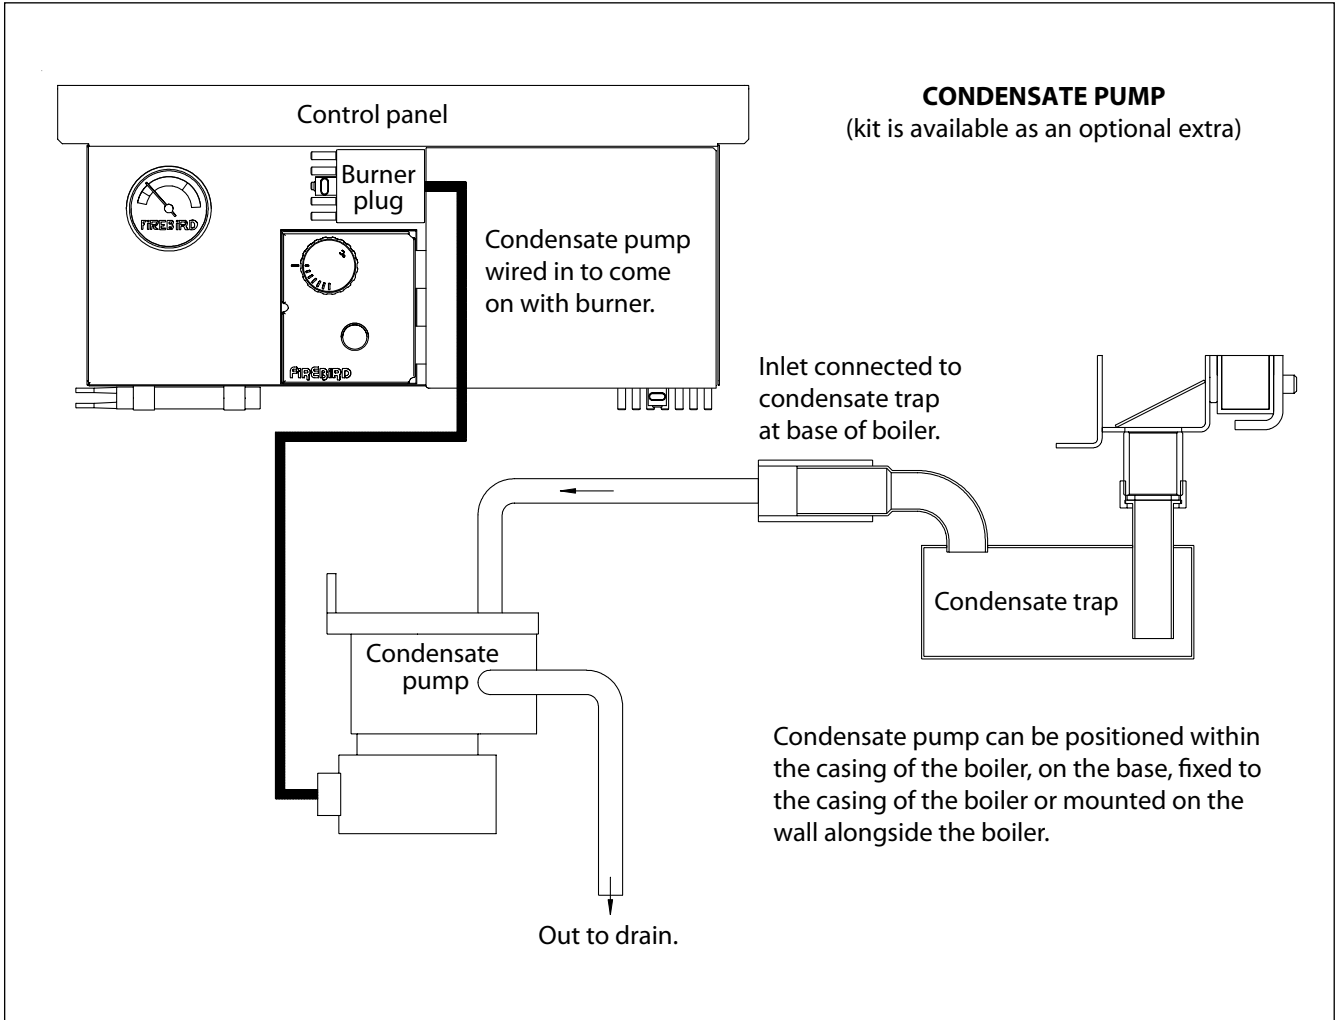 CONDENSATE PUMP
(kit is available as an optional extra)
Control panel
Burner
plug
FIREBIRD
Condensate pump
wired in to come
on with burner.
FIREBIRD
Inlet connected to
condensate trap
at base of boiler.
Condensate trap
Condensate
pump
Condensate pump can be positioned within
the casing of the boiler, on the base, fixed to
the casing of the boiler or mounted on the
wall alongside the boiler.
Out to drain.